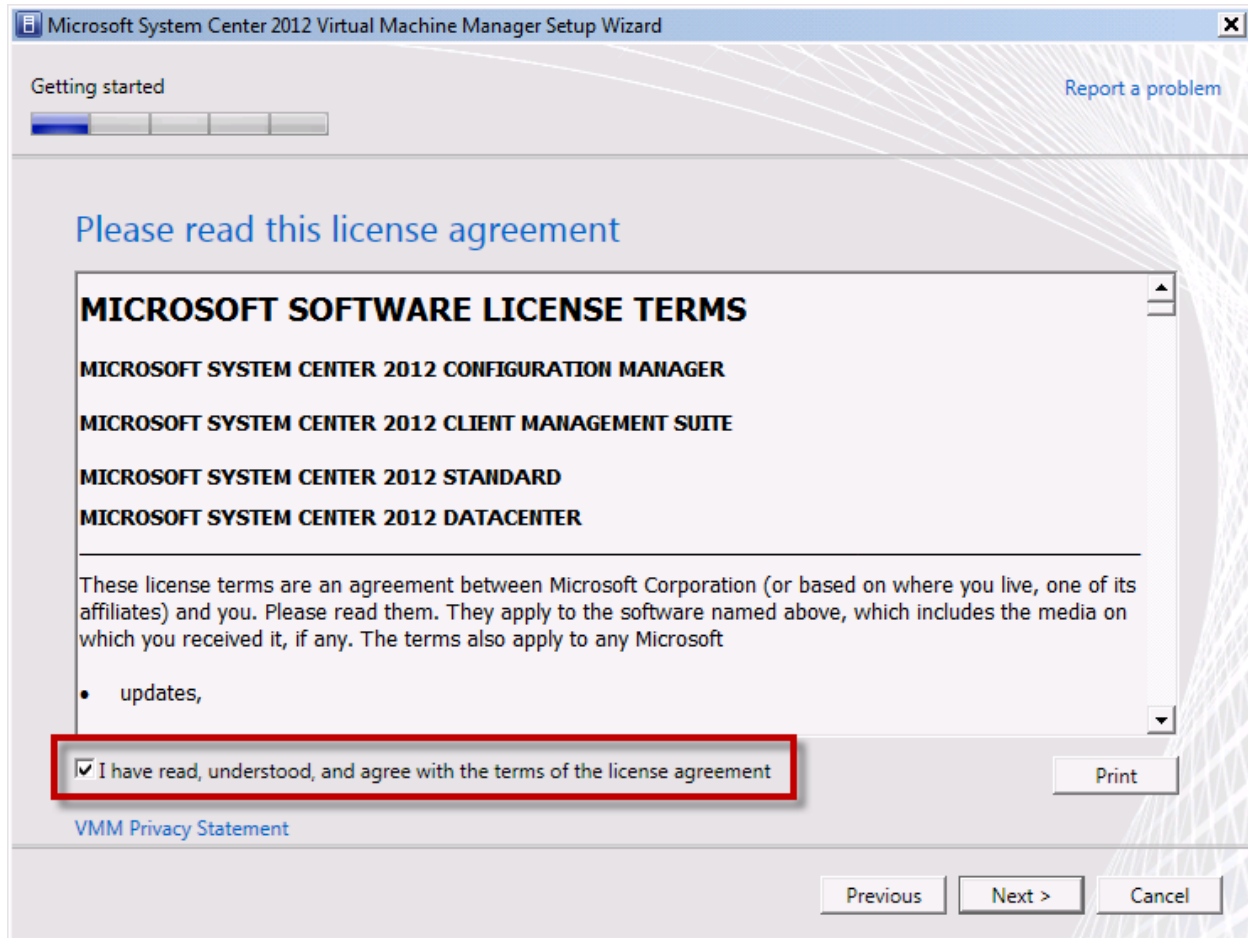 Microsoft System Center 2012 Virtual Machine Manager Setup Wizard
Getting started
Report a problem
Please read this license agreement
MICROSOFT SOFTWARE LICENSE TERMS
MICROSOFT SYSTEM CENTER 2012 CONFIGURATION MANAGER
MICROSOFT SYSTEM CENTER 2012 CLIENT MANAGEMENT SUITE
MICROSOFT SYSTEM CENTER 2012 STANDARD
MICROSOFT SYSTEM CENTER 2012 DATACENTER
These license terms are an agreement between Microsoft Corporation (or based on where you live, one of its
affiliates) and you. Please read them. They apply to the software named above, which includes the media on
which you received it, if any. The terms also apply to any Microsoft
• updates,
I have read, understood, and agree with the terms of the license agreement
Print
VMM Privacy Statement
Previous
Next >
Cancel